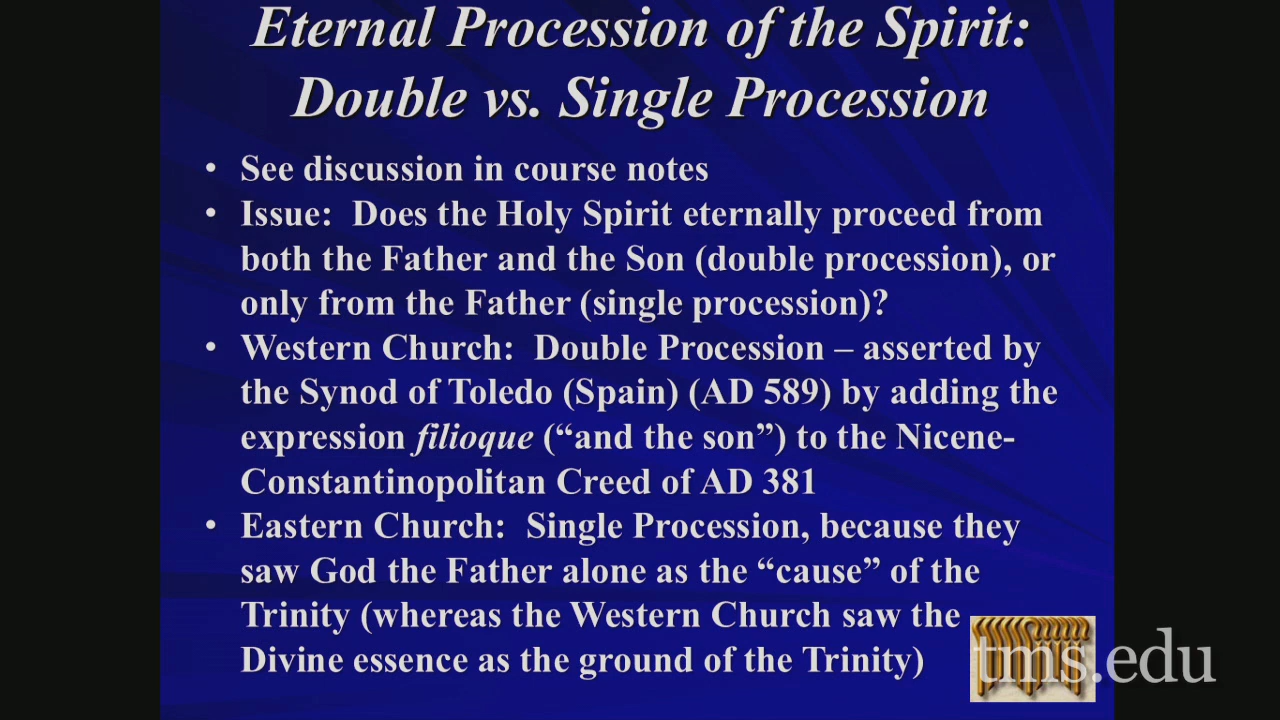 Eternal Procession of the Spirit:
Double vs. Single Procession
• See discussion in course notes
• Issue:  Does the Holy Spirit eternally proceed from
both the Father and the Son (double procession), or
only from the Father (single procession)?
• Western Church:  Double Procession – asserted by
the Synod of Toledo (Spain) (AD 589) by adding the
expression filioque (“and the son”) to the Nicene-
Constantinopolitan Creed of AD 381
• Eastern Church:  Single Procession, because they
saw God the Father alone as the “cause” of the
Trinity (whereas the Western Church saw the
Divine essence as the ground of the Trinity)
tms.edu